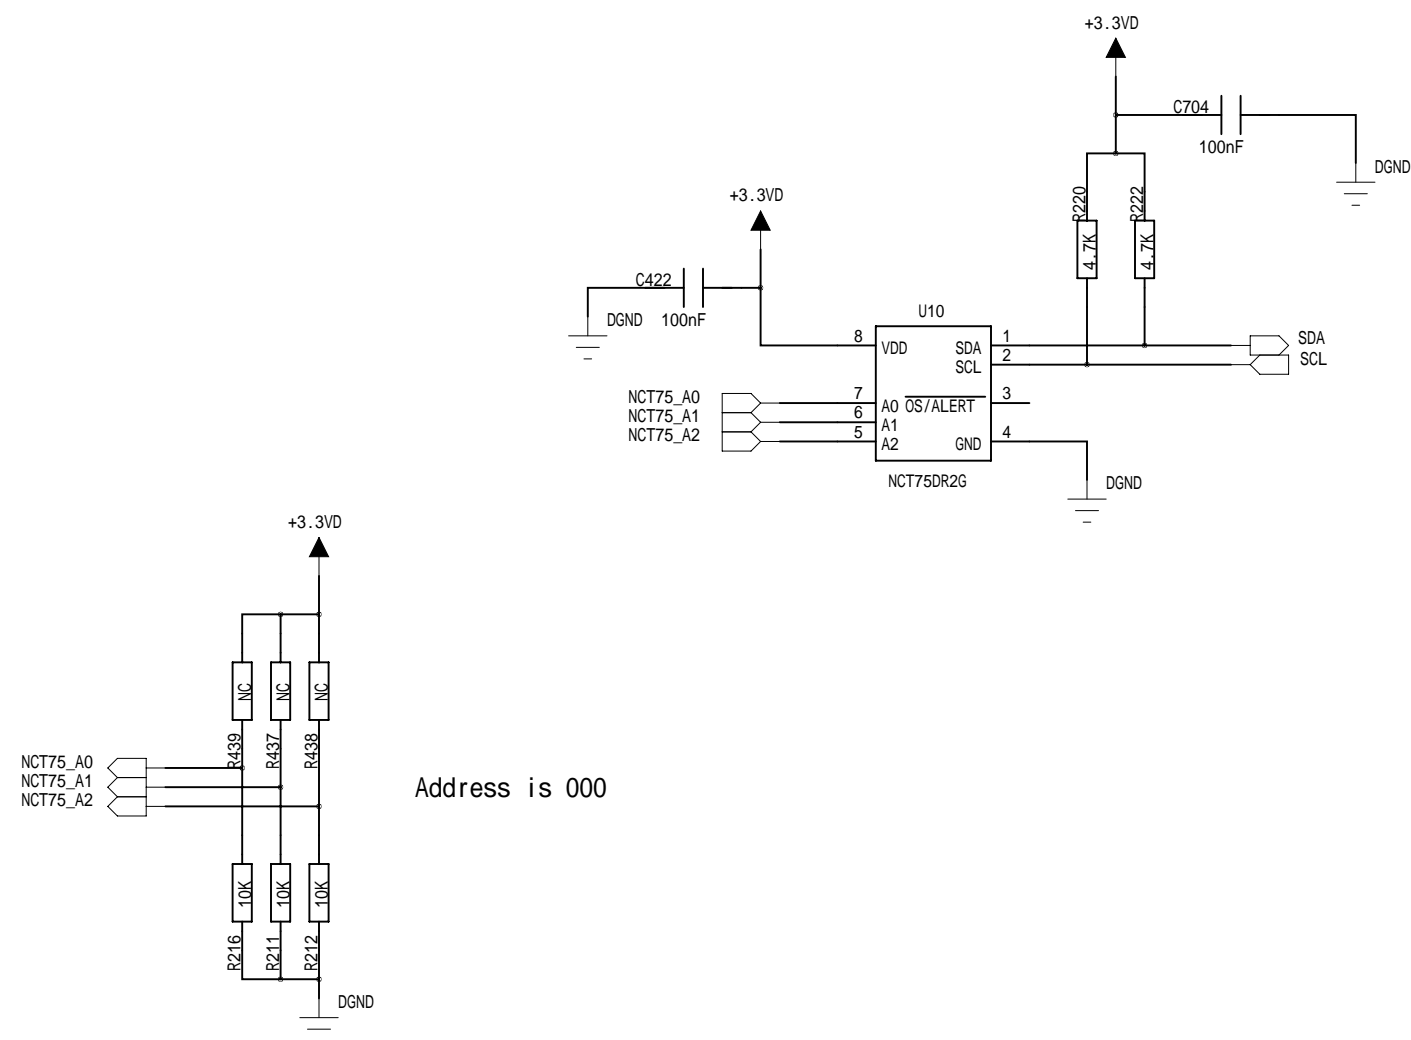 +3.3VD
C704
100nF
DGND
R220
R222
4.7K
4.7K
+3.3VD
C422
100nF
DGND
U10
8
VDD
SDA
1
SDA
SCL
2
SCL
NCT75_A0
7
A0
OS/ALERT
3
NCT75_A1
6
A1
NCT75_A2
5
A2
GND
4
NCT75DR2G
DGND
+3.3VD
NC
NC
NC
R439
R437
R438
NCT75_A0
NCT75_A1
NCT75_A2
Address is 000
10K
10K
10K
R216
R211
R212
DGND